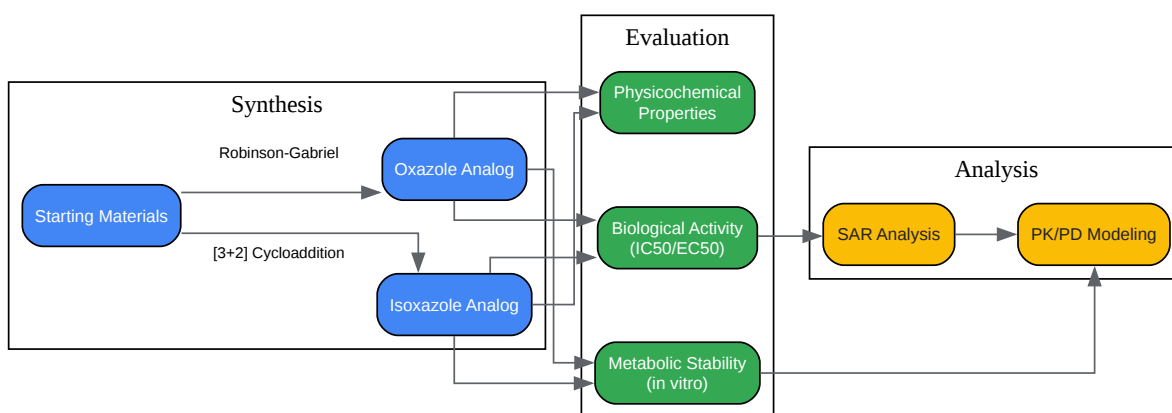 Synthesis
Starting Materials
Robinson-Gabriel
[3+2] Cycloaddition
Oxazole Analog
Isoxazole Analog
Evaluation
Physicochemical
Properties
Biological Activity
(IC50/EC50)
Metabolic Stability
(in vitro)
Analysis
SAR Analysis
PK/PD Modeling